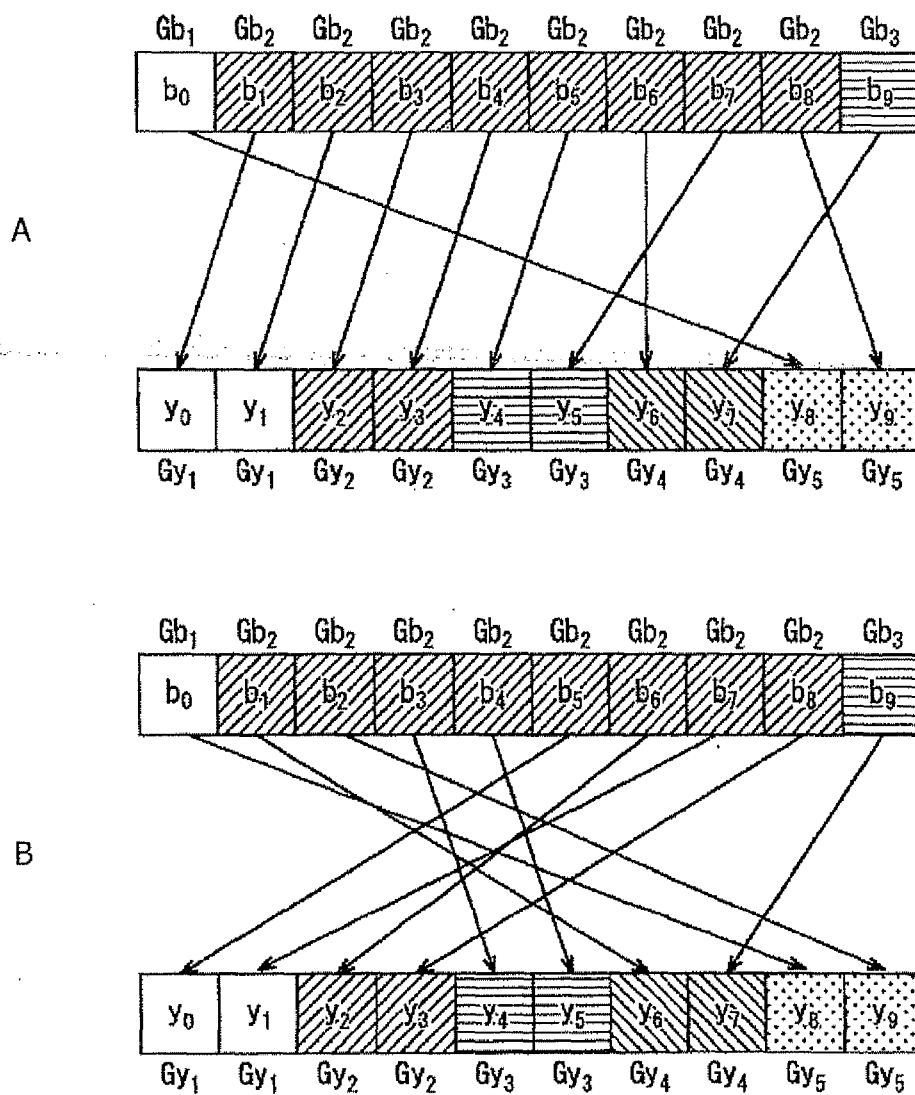 Gb₁ Gb₂ Gb₂ Gb₂ Gb₂ Gb₂ Gb₂ Gb₂ Gb₂ Gb₃
b₀ b₁ b₂ b₃ b₄ b₅ b₆ b₇ b₈ b₉
A
y₀ y₁ y₂ y₃ y₄ y₅ y₆ y₇ y₈ y₉
Gy₁ Gy₁ Gy₂ Gy₂ Gy₃ Gy₃ Gy₄ Gy₄ Gy₅ Gy₅
Gb₁ Gb₂ Gb₂ Gb₂ Gb₂ Gb₂ Gb₂ Gb₂ Gb₂ Gb₃
b₀ b₁ b₂ b₃ b₄ b₅ b₆ b₇ b₈ b₉
B
y₀ y₁ y₂ y₃ y₄ y₅ y₆ y₇ y₈ y₉
Gy₁ Gy₁ Gy₂ Gy₂ Gy₃ Gy₃ Gy₄ Gy₄ Gy₅ Gy₅